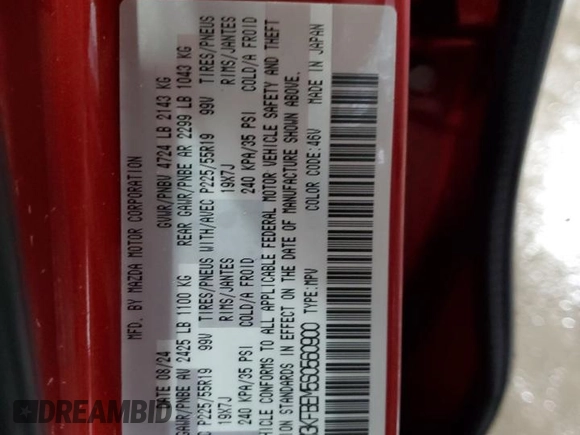 MFD. BY MAZDA MOTOR CORPORATION
DATE 08/24 GVWR/PNBV 4724 LB 2143 KG
GAWR/PNBE AV 2425 LB 1100 KG REAR GAWR/PNBE AR 2299 LB 1043 KG
P225/55R19 99V TIRES/PNEUS WITH/AVEC P225/55R19 99V TIRES/PNEUS
19X7J RIMS/JANTES 19X7J RIMS/JANTES
240 KPA/35 PSI COLD/A FROID 240 KPA/35 PSI COLD/A FROID
CONFORMS TO ALL APPLICABLE FEDERAL MOTOR VEHICLE SAFETY AND THEFT
STANDARDS IN EFFECT ON THE DATE OF MANUFACTURE SHOWN ABOVE.
TYPE:MPV COLOR CODE:46V MADE IN JAPAN
DREAMBID
dreambid.com